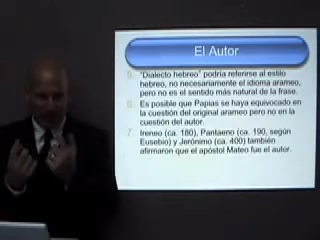 El Autor
5. "Dialecto hebreo" podría referirse al estilo
hebreo, no necesariamente el idioma arameo,
pero no es el sentido más natural de la frase.
6. Es posible que Papias se haya equivocado en
la cuestión del original arameo pero no en la
cuestión del autor.
7. Ireneo (ca. 180), Pantaeno (ca. 190, según
Eusebio) y Jerónimo (ca. 400) también
afirmaron que el apóstol Mateo fue el autor.